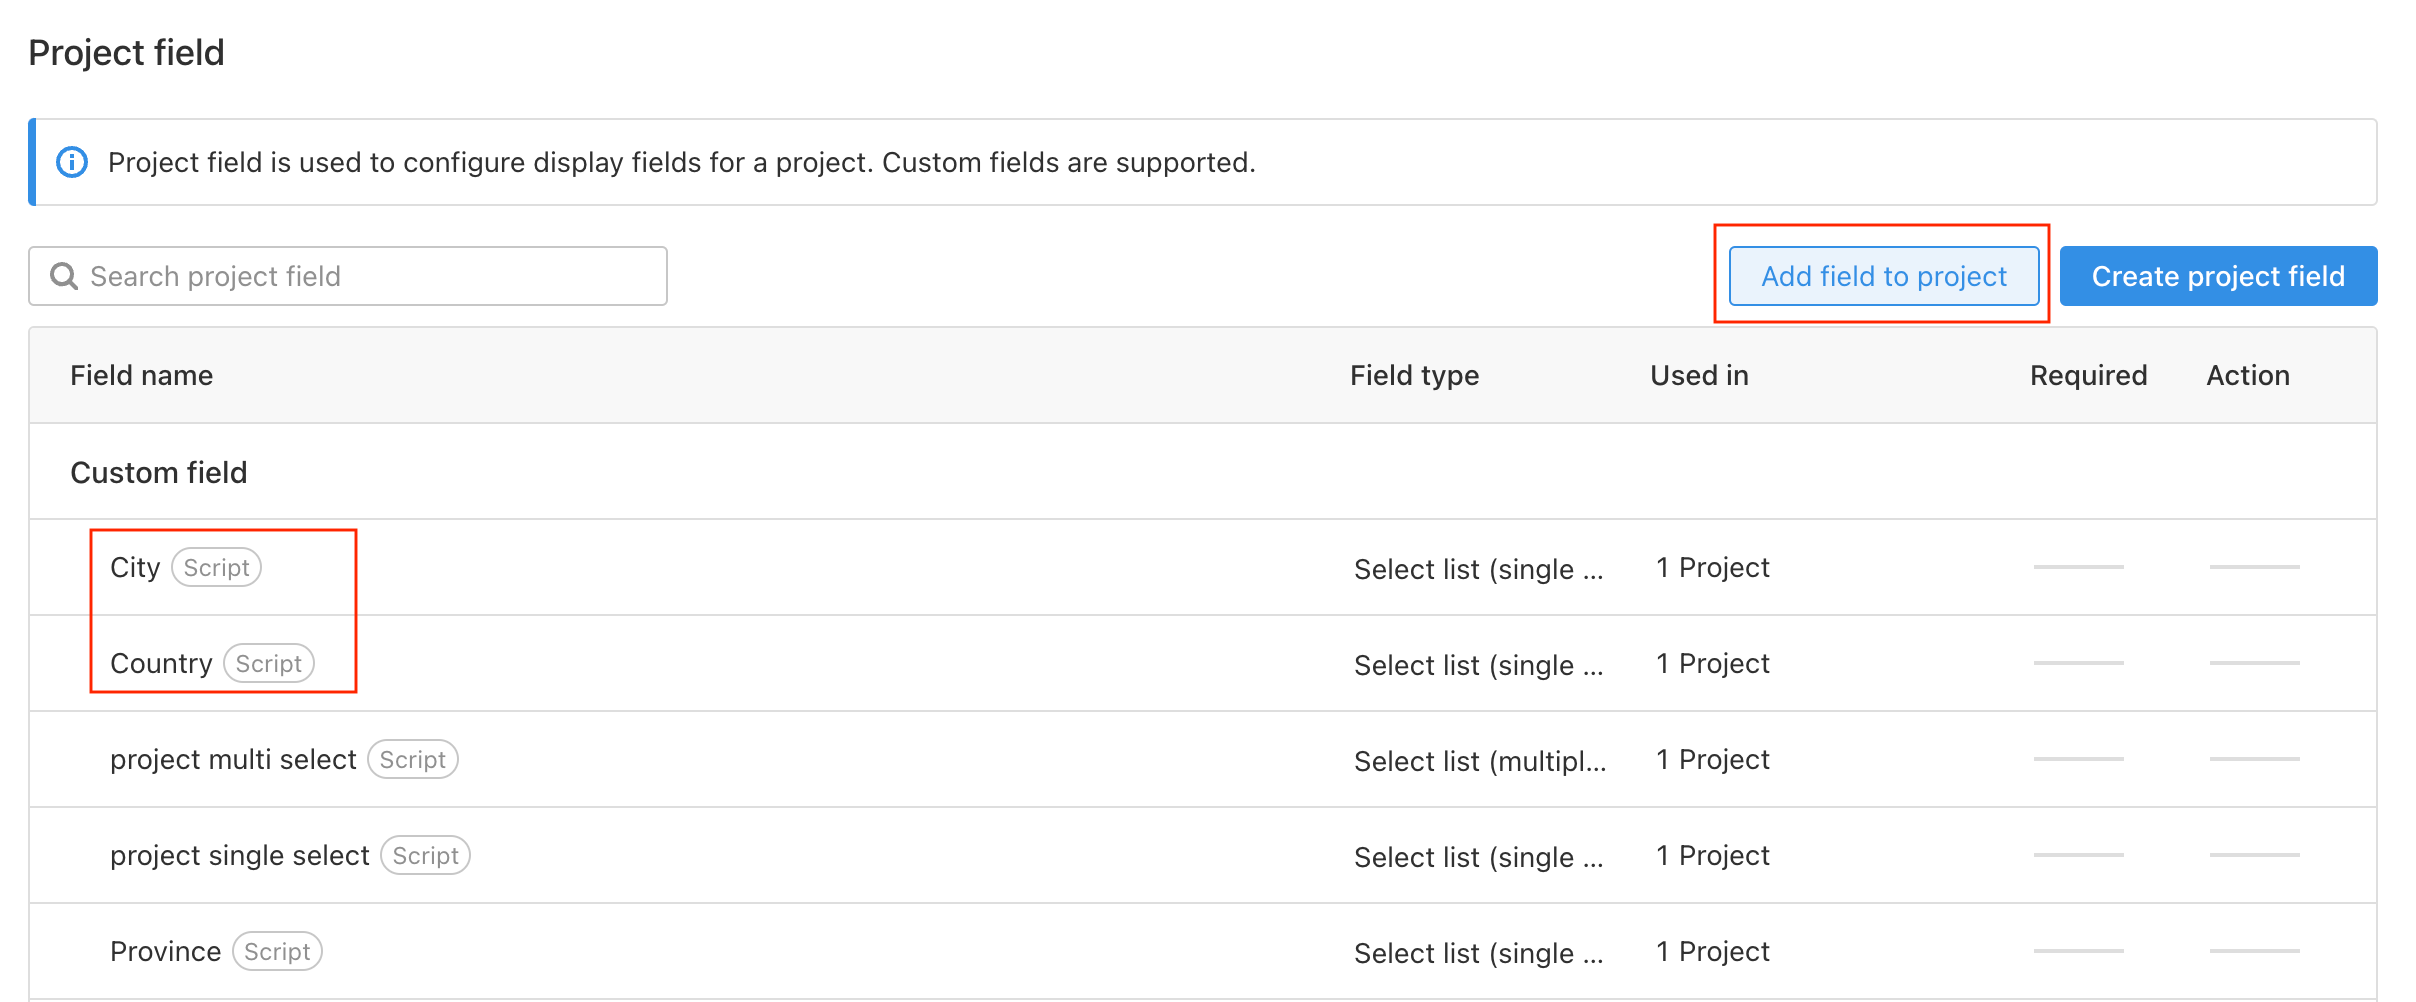 Project field
Project field is used to configure display fields for a project. Custom fields are supported.
Search project field
Add field to project
Create project field
Field name Field type Used in Required Action
Custom field
City Script Select list (single ... 1 Project
Country Script Select list (single ... 1 Project
project multi select Script Select list (multipl... 1 Project
project single select Script Select list (single ... 1 Project
Province Script Select list (single ... 1 Project